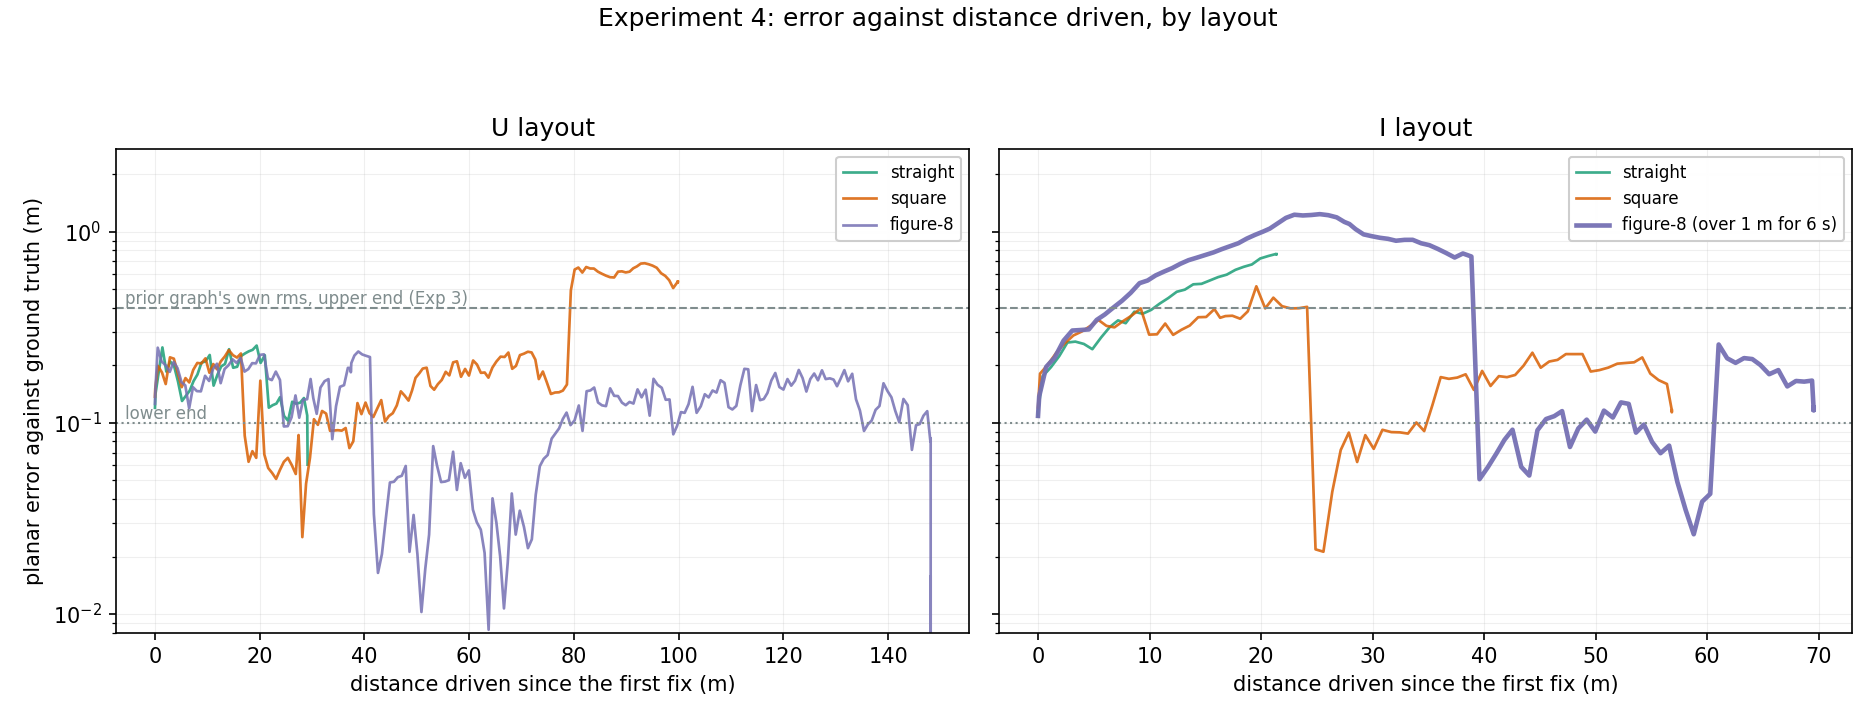 Experiment 4: error against distance driven, by layout
U layout
planar error against ground truth (m)
10⁰
10⁻¹
10⁻²
prior graph's own rms, upper end (Exp 3)
lower end
straight
square
figure-8
0 20 40 60 80 100 120 140
distance driven since the first fix (m)
I layout
straight
square
figure-8 (over 1 m for 6 s)
0 10 20 30 40 50 60 70
distance driven since the first fix (m)